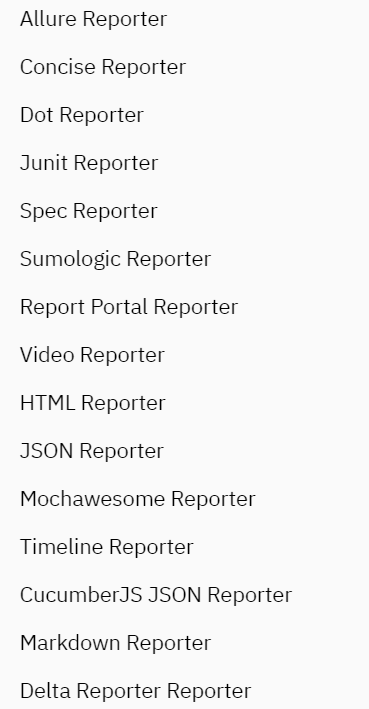 Allure Reporter
Concise Reporter
Dot Reporter
Junit Reporter
Spec Reporter
Sumologic Reporter
Report Portal Reporter
Video Reporter
HTML Reporter
JSON Reporter
Mochawesome Reporter
Timeline Reporter
CucumberJS JSON Reporter
Markdown Reporter
Delta Reporter Reporter